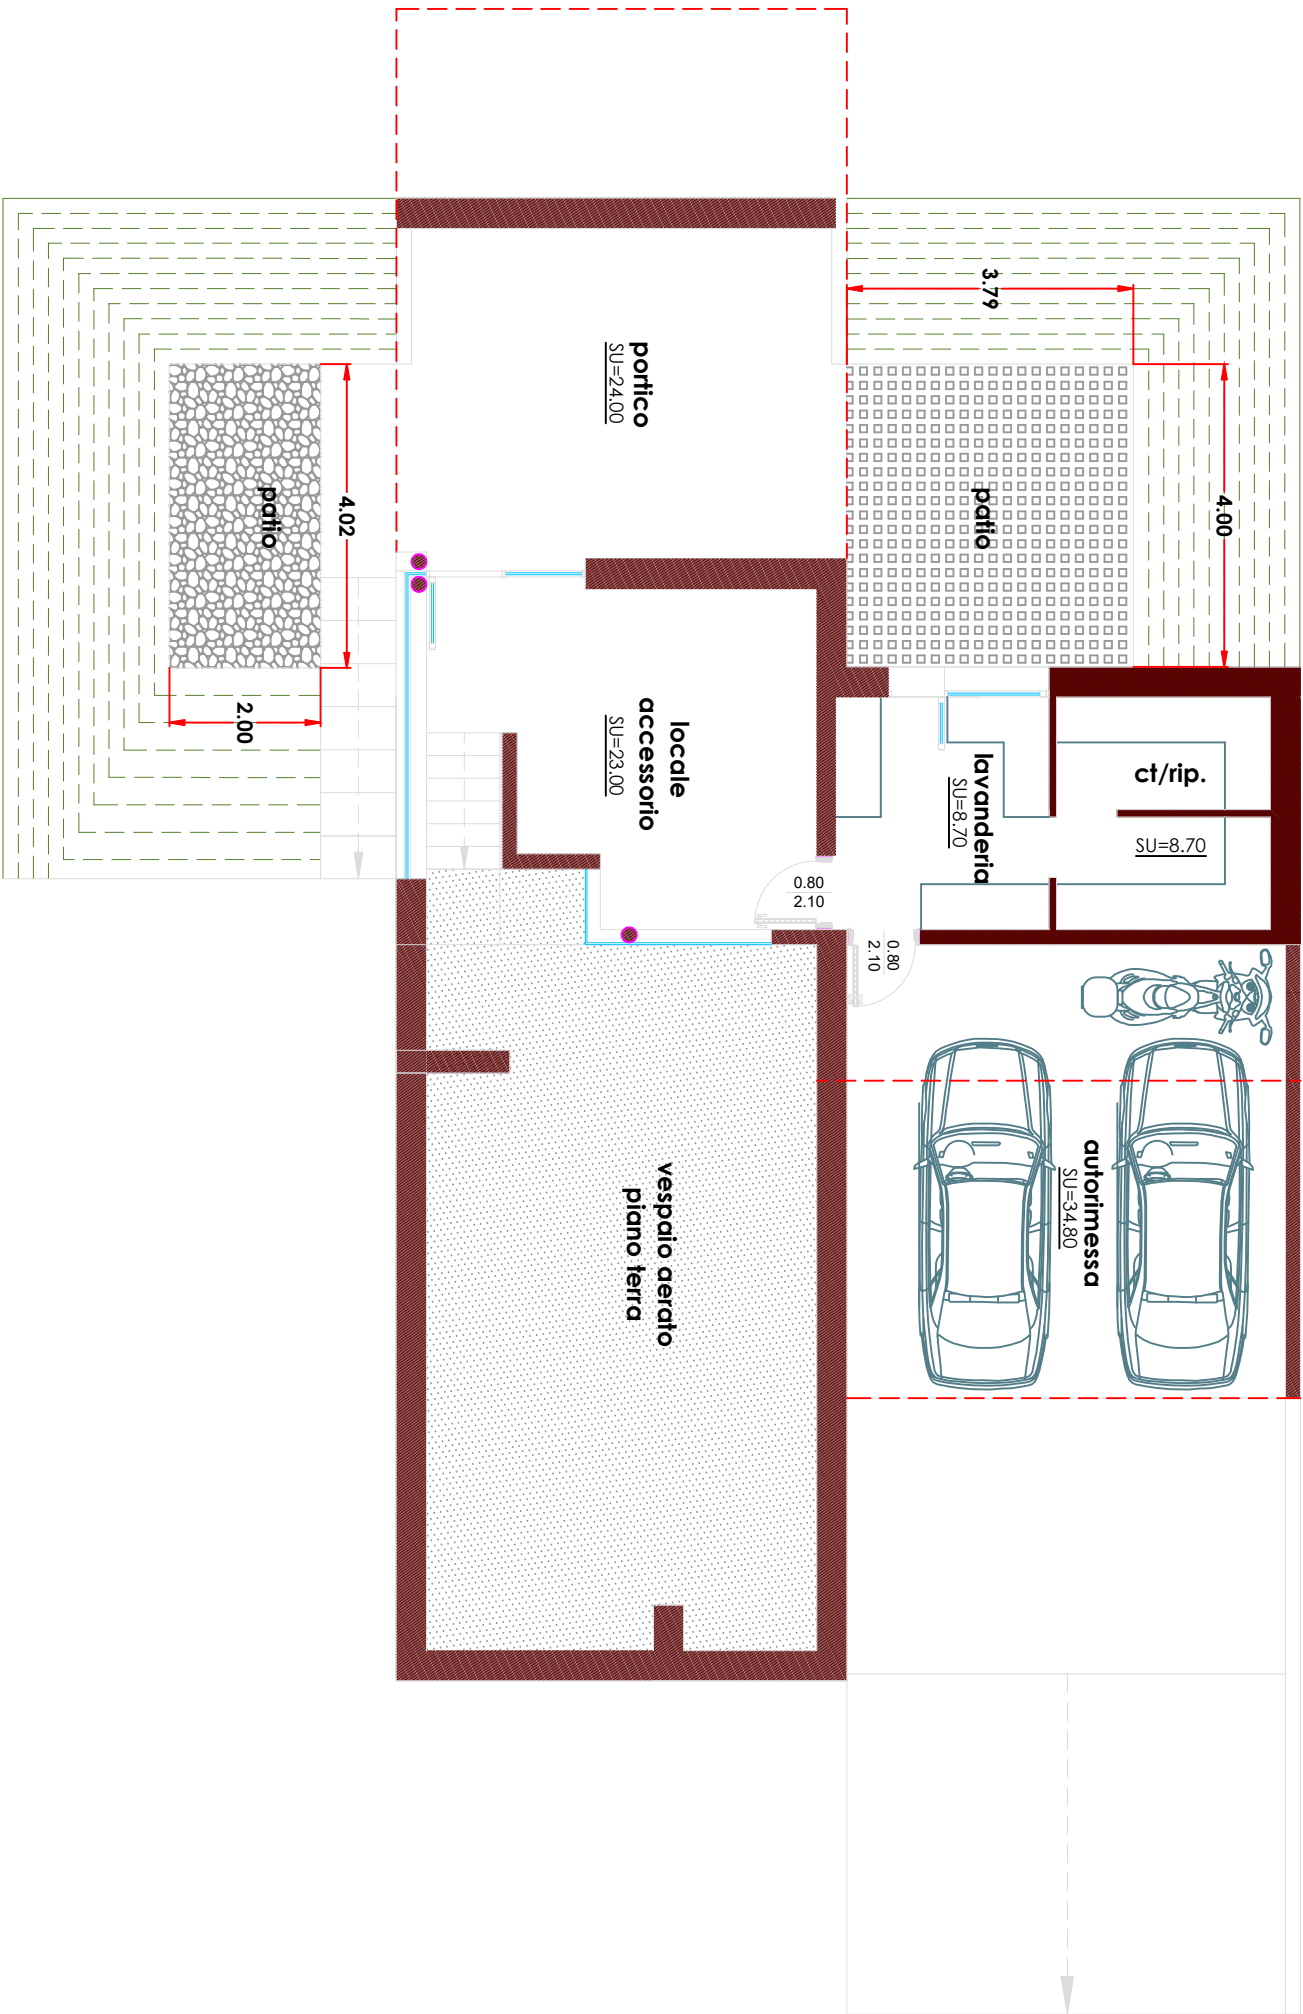 3.79
4.00
portico
SU=24.00
patio
patio
4.02
2.00
locale
accessorio
SU=23.00
lavanderia
SU=8.70
ct/rip.
SU=8.70
0.80
2.10
0.80
2.10
autorimessa
SU=34.80
vespaio aerato
piano terra